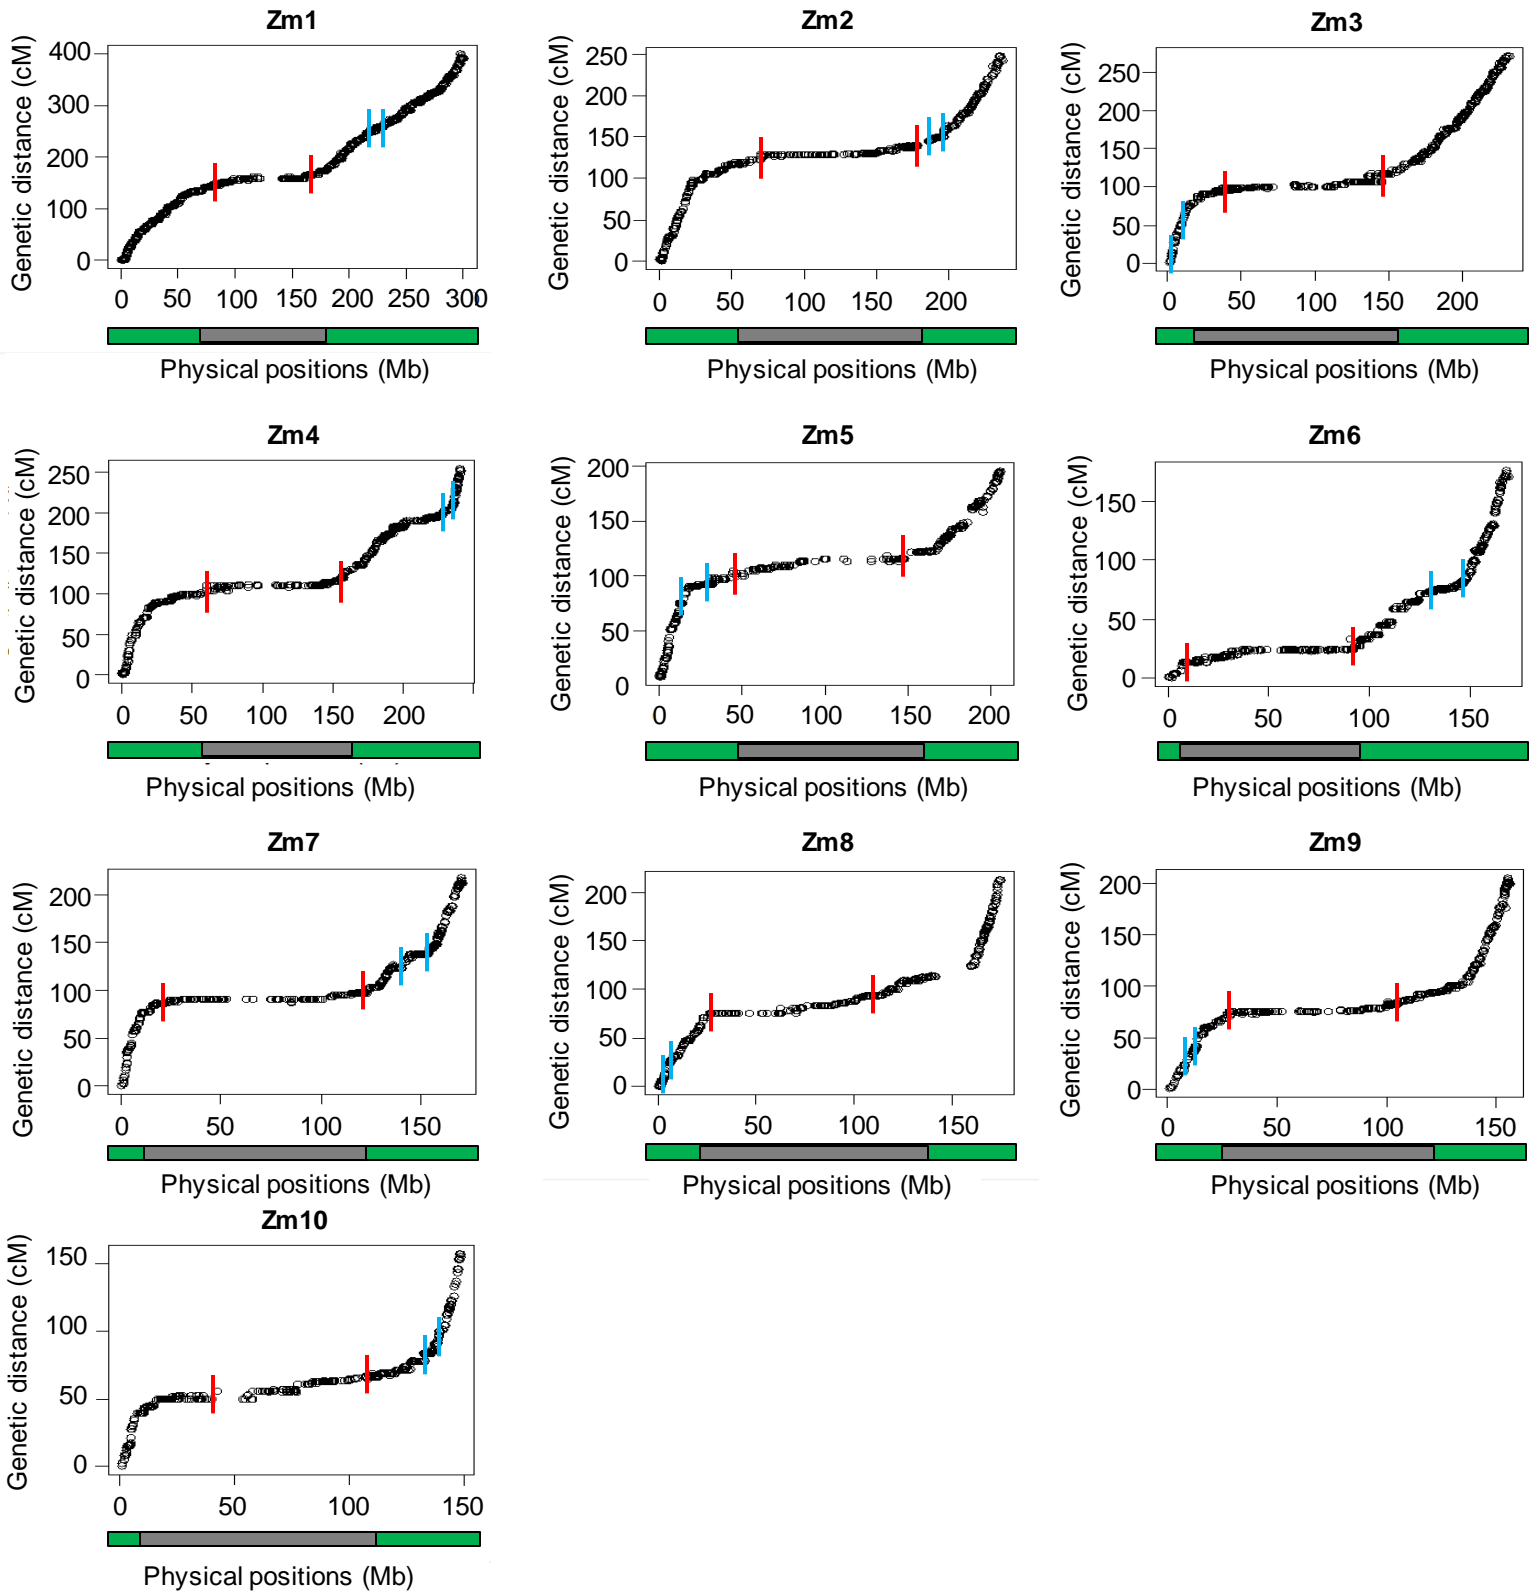 Zm1
Genetic distance (cM)
400
300
200
100
0
0 50 100 150 200 250 300
Physical positions (Mb)
Zm2
Genetic distance (cM)
250
200
150
100
50
0
0 50 100 150 200
Physical positions (Mb)
Zm3
Genetic distance (cM)
250
200
150
100
50
0
0 50 100 150 200
Physical positions (Mb)
Zm4
Genetic distance (cM)
250
200
150
100
50
0
0 50 100 150 200
Physical positions (Mb)
Zm5
Genetic distance (cM)
200
150
100
50
0
0 50 100 150 200
Physical positions (Mb)
Zm6
Genetic distance (cM)
150
100
50
0
0 50 100 150
Physical positions (Mb)
Zm7
Genetic distance (cM)
200
150
100
50
0
0 50 100 150
Physical positions (Mb)
Zm8
Genetic distance (cM)
200
150
100
50
0
0 50 100 150
Physical positions (Mb)
Zm9
Genetic distance (cM)
200
150
100
50
0
0 50 100 150
Physical positions (Mb)
Zm10
Genetic distance (cM)
150
100
50
0
0 50 100 150
Physical positions (Mb)